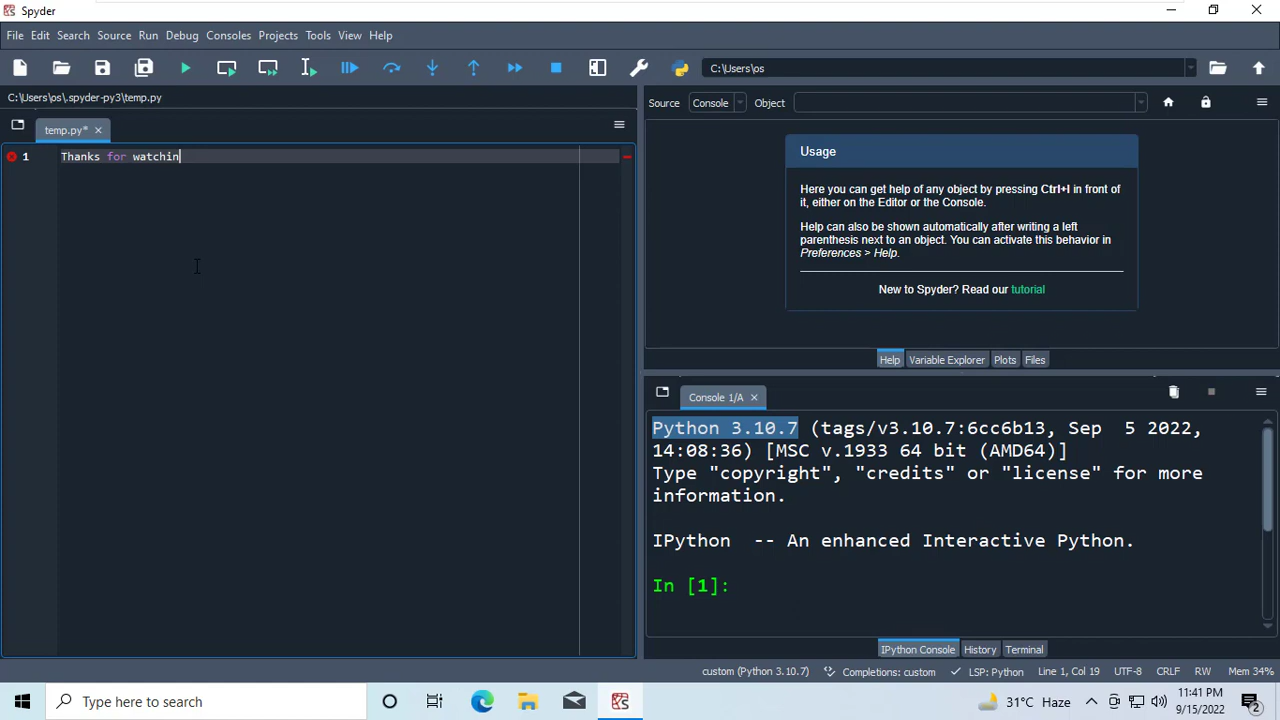 Spyder
File Edit Search Source Run Debug Consoles Projects Tools View Help
C:\Users\os
C:\Users\os\.spyder-py3\temp.py
temp.py*
1 Thanks for watchin
Source Console Object
Usage
Here you can get help of any object by pressing Ctrl+I in front of
it, either on the Editor or the Console.
Help can also be shown automatically after writing a left
parenthesis next to an object. You can activate this behavior in
Preferences > Help.
New to Spyder? Read our tutorial
Help Variable Explorer Plots Files
Console 1/A
Python 3.10.7 (tags/v3.10.7:6cc6b13, Sep 5 2022,
14:08:36) [MSC v.1933 64 bit (AMD64)]
Type "copyright", "credits" or "license" for more
information.
IPython -- An enhanced Interactive Python.
In [1]:
IPython Console History Terminal
custom (Python 3.10.7) Completions: custom LSP: Python Line 1, Col 19 UTF-8 CRLF RW Mem 34%
Type here to search
31°C Haze
11:41 PM
9/15/2022
2